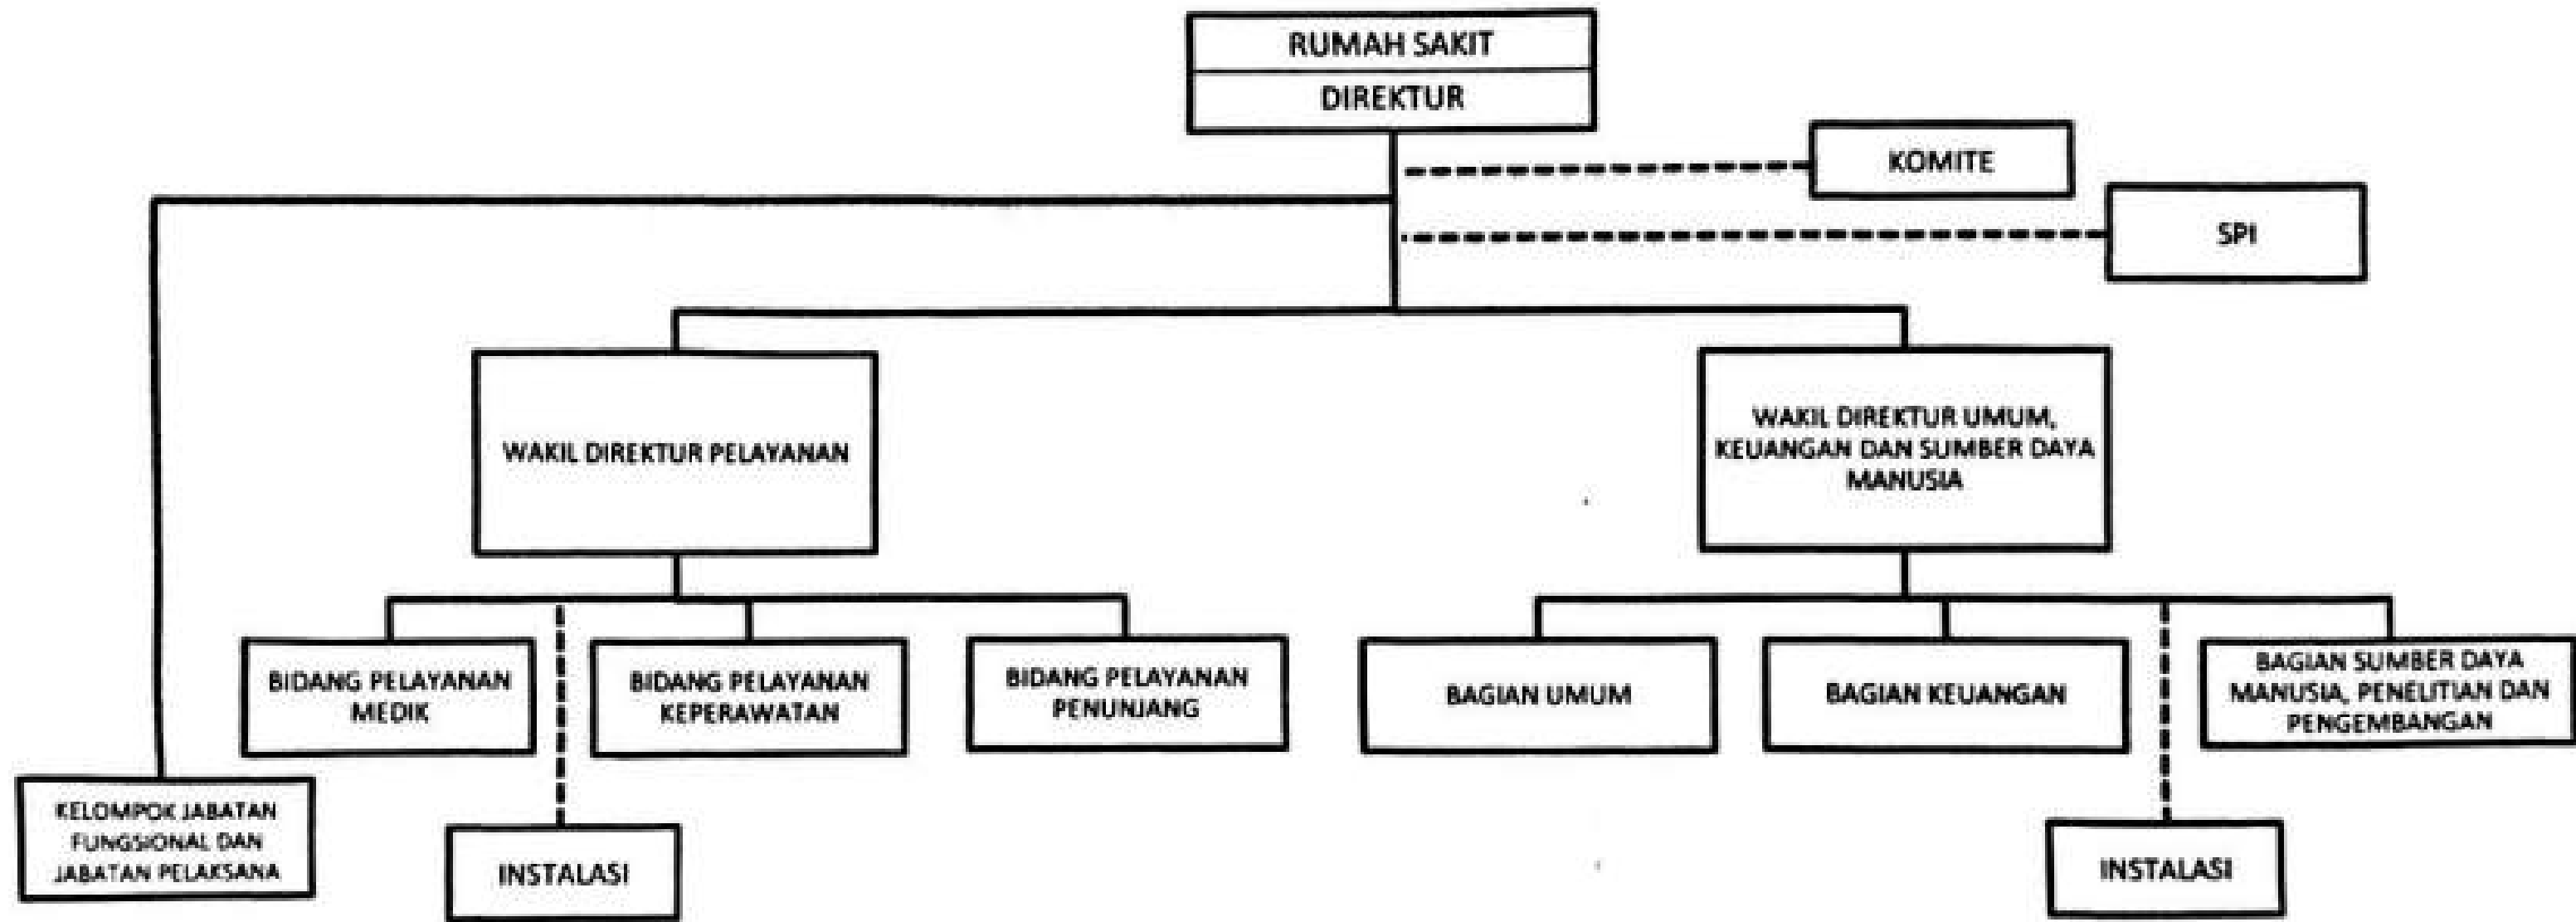 RUMAH SAKIT
DIREKTUR
KOMITE
SPI
WAKIL DIREKTUR PELAYANAN
WAKIL DIREKTUR UMUM,
KEUANGAN DAN SUMBER DAYA
MANUSIA
BIDANG PELAYANAN
MEDIK
BIDANG PELAYANAN
KEPERAWATAN
BIDANG PELAYANAN
PENUNJANG
BAGIAN UMUM
BAGIAN KEUANGAN
BAGIAN SUMBER DAYA
MANUSIA, PENELITIAN DAN
PENGEMBANGAN
KELOMPOK JABATAN
FUNGSIONAL DAN
JABATAN PELAKSANA
INSTALASI
INSTALASI